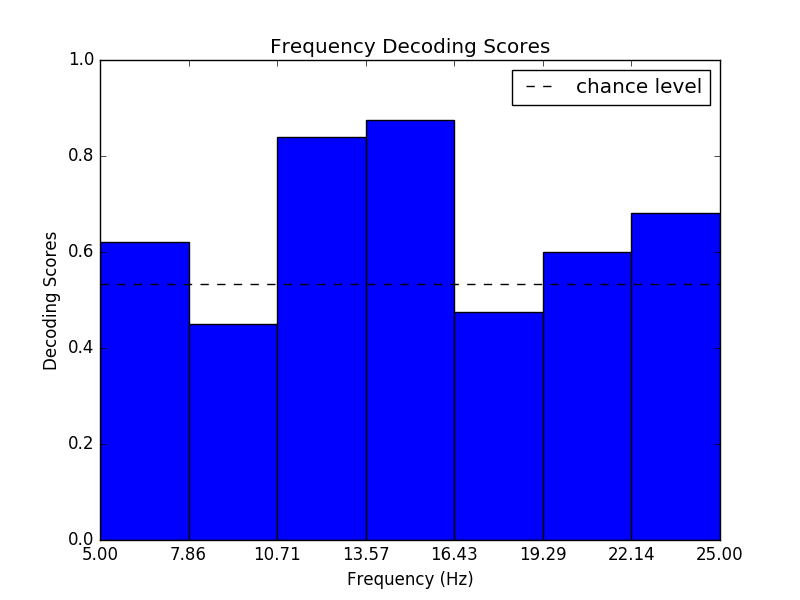 Frequency Decoding Scores
chance level
1.0
0.8
0.6
0.4
0.2
0.0
Decoding Scores
5.00 7.86 10.71 13.57 16.43 19.29 22.14 25.00
Frequency (Hz)